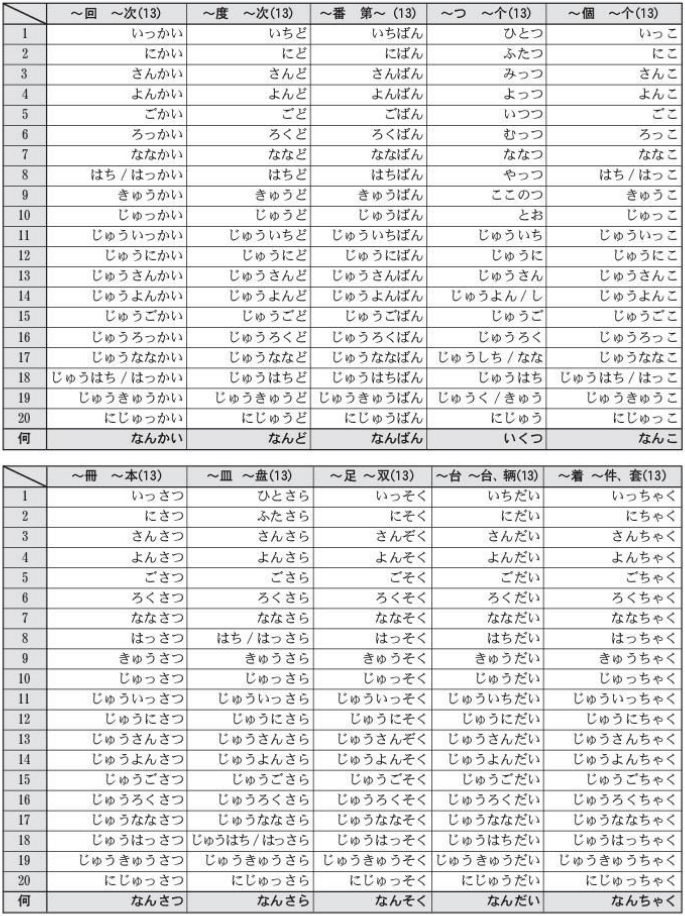 ～回　～次(13)　～度　～次(13)　～番　第～ (13)　～つ　～个(13)　～個　～个(13)
1　いっかい　いちど　いちばん　ひとつ　いっこ
2　にかい　にど　にばん　ふたつ　にこ
3　さんかい　さんど　さんばん　みっつ　さんこ
4　よんかい　よんど　よんばん　よっつ　よんこ
5　ごかい　ごど　ごばん　いつつ　ごこ
6　ろっかい　ろくど　ろくばん　むっつ　ろっこ
7　ななかい　ななど　ななばん　ななつ　ななこ
8　はち / はっかい　はちど　はちばん　やっつ　はち / はっこ
9　きゅうかい　きゅうど　きゅうばん　ここのつ　きゅうこ
10　じゅっかい　じゅうど　じゅうばん　とお　じゅっこ
11　じゅういっかい　じゅういちど　じゅういちばん　じゅういち　じゅういっこ
12　じゅうにかい　じゅうにど　じゅうにばん　じゅうに　じゅうにこ
13　じゅうさんかい　じゅうさんど　じゅうさんばん　じゅうさん　じゅうさんこ
14　じゅうよんかい　じゅうよんど　じゅうよんばん　じゅうよん / し　じゅうよんこ
15　じゅうごかい　じゅうごど　じゅうごばん　じゅうご　じゅうごこ
16　じゅうろっかい　じゅうろくど　じゅうろくばん　じゅうろく　じゅうろっこ
17　じゅうななかい　じゅうななど　じゅうななばん　じゅうしち / なな　じゅうななこ
18　じゅうはち / はっかい　じゅうはちど　じゅうはちばん　じゅうはち　じゅうはち / はっこ
19　じゅうきゅうかい　じゅうきゅうど　じゅうきゅうばん　じゅうく / きゅう　じゅうきゅうこ
20　にじゅっかい　にじゅうど　にじゅうばん　にじゅう　にじゅっこ
何　なんかい　なんど　なんばん　いくつ　なんこ
～冊　～本(13)　～皿　～盘(13)　～足 ～双(13)　～台 ～台、辆(13)　～着 ～件、套(13)
1　いっさつ　ひとさら　いっそく　いちだい　いっちゃく
2　にさつ　ふたさら　にそく　にだい　にちゃく
3　さんさつ　さんさら　さんぞく　さんだい　さんちゃく
4　よんさつ　よんさら　よんそく　よんだい　よんちゃく
5　ごさつ　ごさら　ごそく　ごだい　ごちゃく
6　ろくさつ　ろくさら　ろくそく　ろくだい　ろくちゃく
7　ななさつ　ななさら　ななそく　ななだい　ななちゃく
8　はっさつ　はち / はっさら　はっそく　はちだい　はっちゃく
9　きゅうさつ　きゅうさら　きゅうそく　きゅうだい　きゅうちゃく
10　じゅっさつ　じゅっさら　じゅっそく　じゅうだい　じゅっちゃく
11　じゅういっさつ　じゅういっさら　じゅういっそく　じゅういちだい　じゅういっちゃく
12　じゅうにさつ　じゅうにさら　じゅうにそく　じゅうにだい　じゅうにちゃく
13　じゅうさんさつ　じゅうさんさら　じゅうさんぞく　じゅうさんだい　じゅうさんちゃく
14　じゅうよんさつ　じゅうよんさら　じゅうよんそく　じゅうよんだい　じゅうよんちゃく
15　じゅうごさつ　じゅうごさら　じゅうごそく　じゅうごだい　じゅうごちゃく
16　じゅうろくさつ　じゅうろくさら　じゅうろくそく　じゅうろくだい　じゅうろくちゃく
17　じゅうななさつ　じゅうななさら　じゅうななそく　じゅうななだい　じゅうななちゃく
18　じゅうはっさつ　じゅうはち / はっさら　じゅうはっそく　じゅうはちだい　じゅうはっちゃく
19　じゅうきゅうさつ　じゅうきゅうさら　じゅうきゅうそく　じゅうきゅうだい　じゅうきゅうちゃく
20　にじゅっさつ　にじゅっさら　にじゅっそく　にじゅうだい　にじゅっちゃく
何　なんさつ　なんさら　なんそく　なんだい　なんちゃく